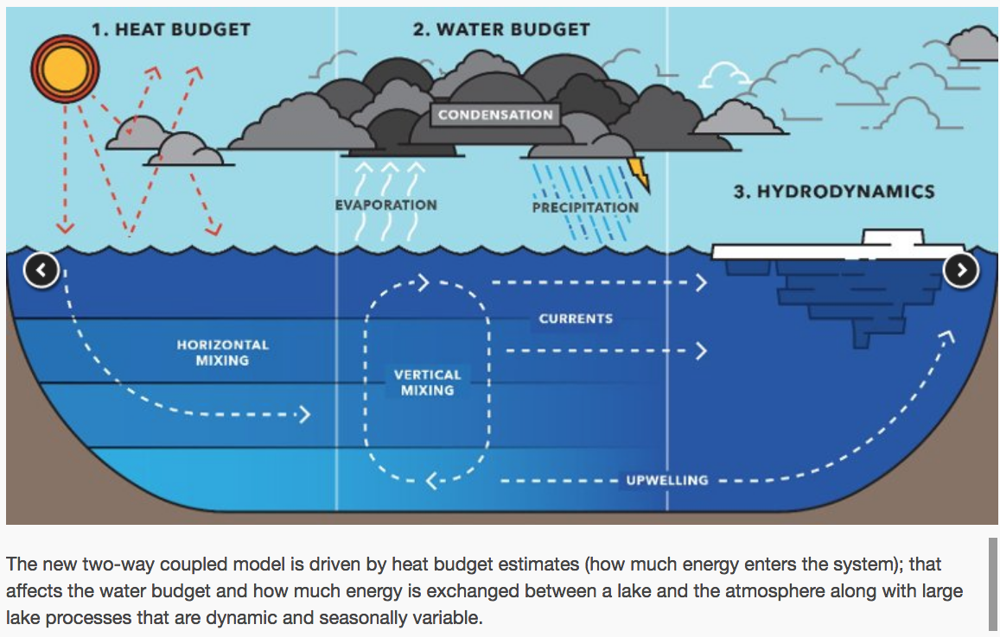 1. HEAT BUDGET
2. WATER BUDGET
CONDENSATION
EVAPORATION
PRECIPITATION
3. HYDRODYNAMICS
CURRENTS
HORIZONTAL
MIXING
VERTICAL
MIXING
UPWELLING
The new two-way coupled model is driven by heat budget estimates (how much energy enters the system); that
affects the water budget and how much energy is exchanged between a lake and the atmosphere along with large
lake processes that are dynamic and seasonally variable.